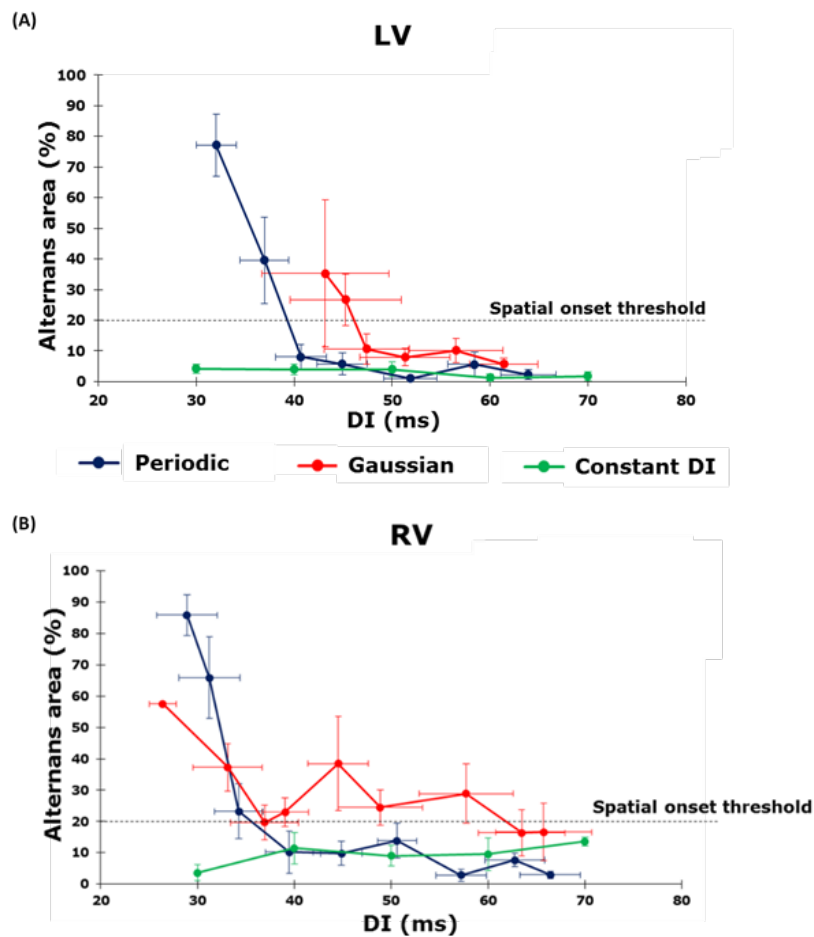 (A)
LV
Alternans area (%)
100
90
80
70
60
50
40
30
20
10
0
Spatial onset threshold
20 30 40 50 60 70 80
DI (ms)
Periodic Gaussian Constant DI
(B)
RV
Alternans area (%)
100
90
80
70
60
50
40
30
20
10
0
Spatial onset threshold
20 30 40 50 60 70 80
DI (ms)